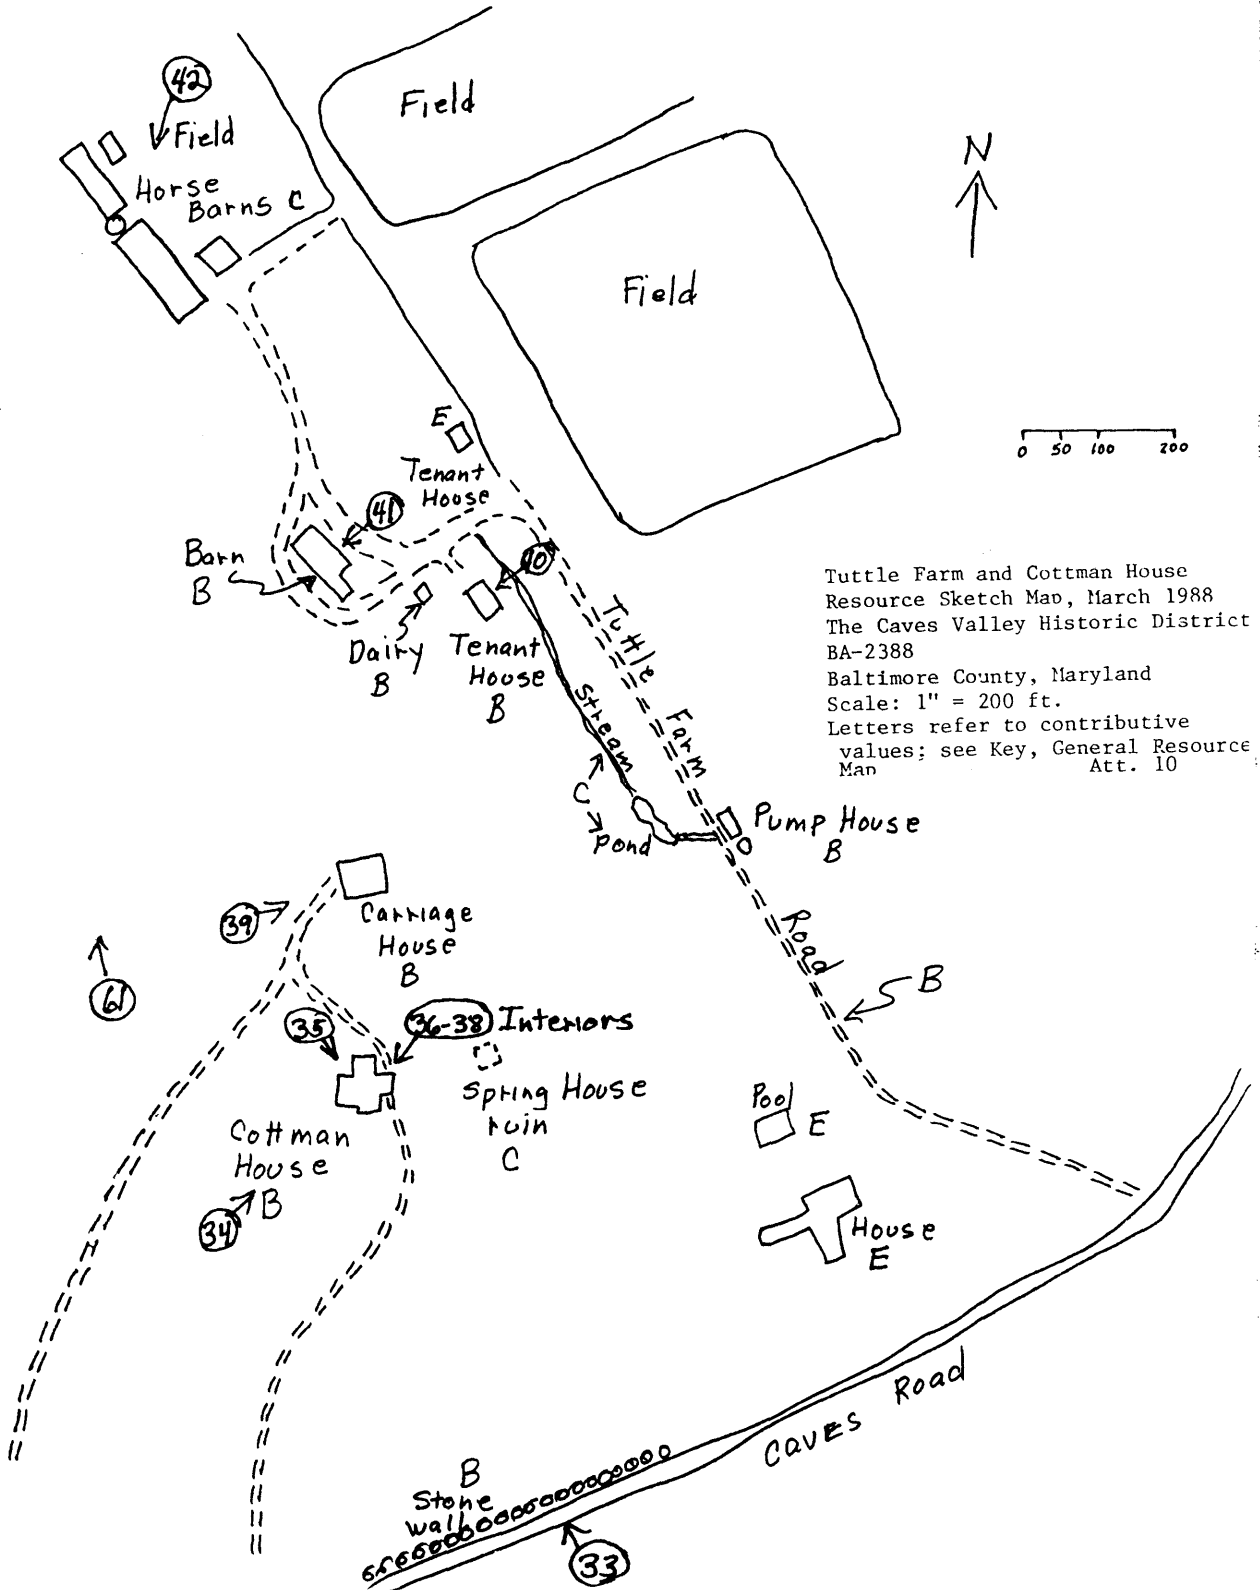 42
Field
Field
Horse
Barns C
N
Field
E
Tenant
House
0 50 100 200
41
Barn
B
Dairy
B
Tenant
House
B
Tuttle Farm and Cottman House
Resource Sketch Map, March 1988
The Caves Valley Historic District
BA-2388
Baltimore County, Maryland
Scale: 1" = 200 ft.
Letters refer to contributive
values; see Key, General Resource
Map Att. 10
Tuttle Farm Road
Stream
C
Pond
Pump House
B
39
Carriage
House
B
61
B
35
36-38 Interiors
Spring House
ruin
C
Pool
E
Cottman
House
B
34
House
E
Caves Road
B
Stone
wall
33